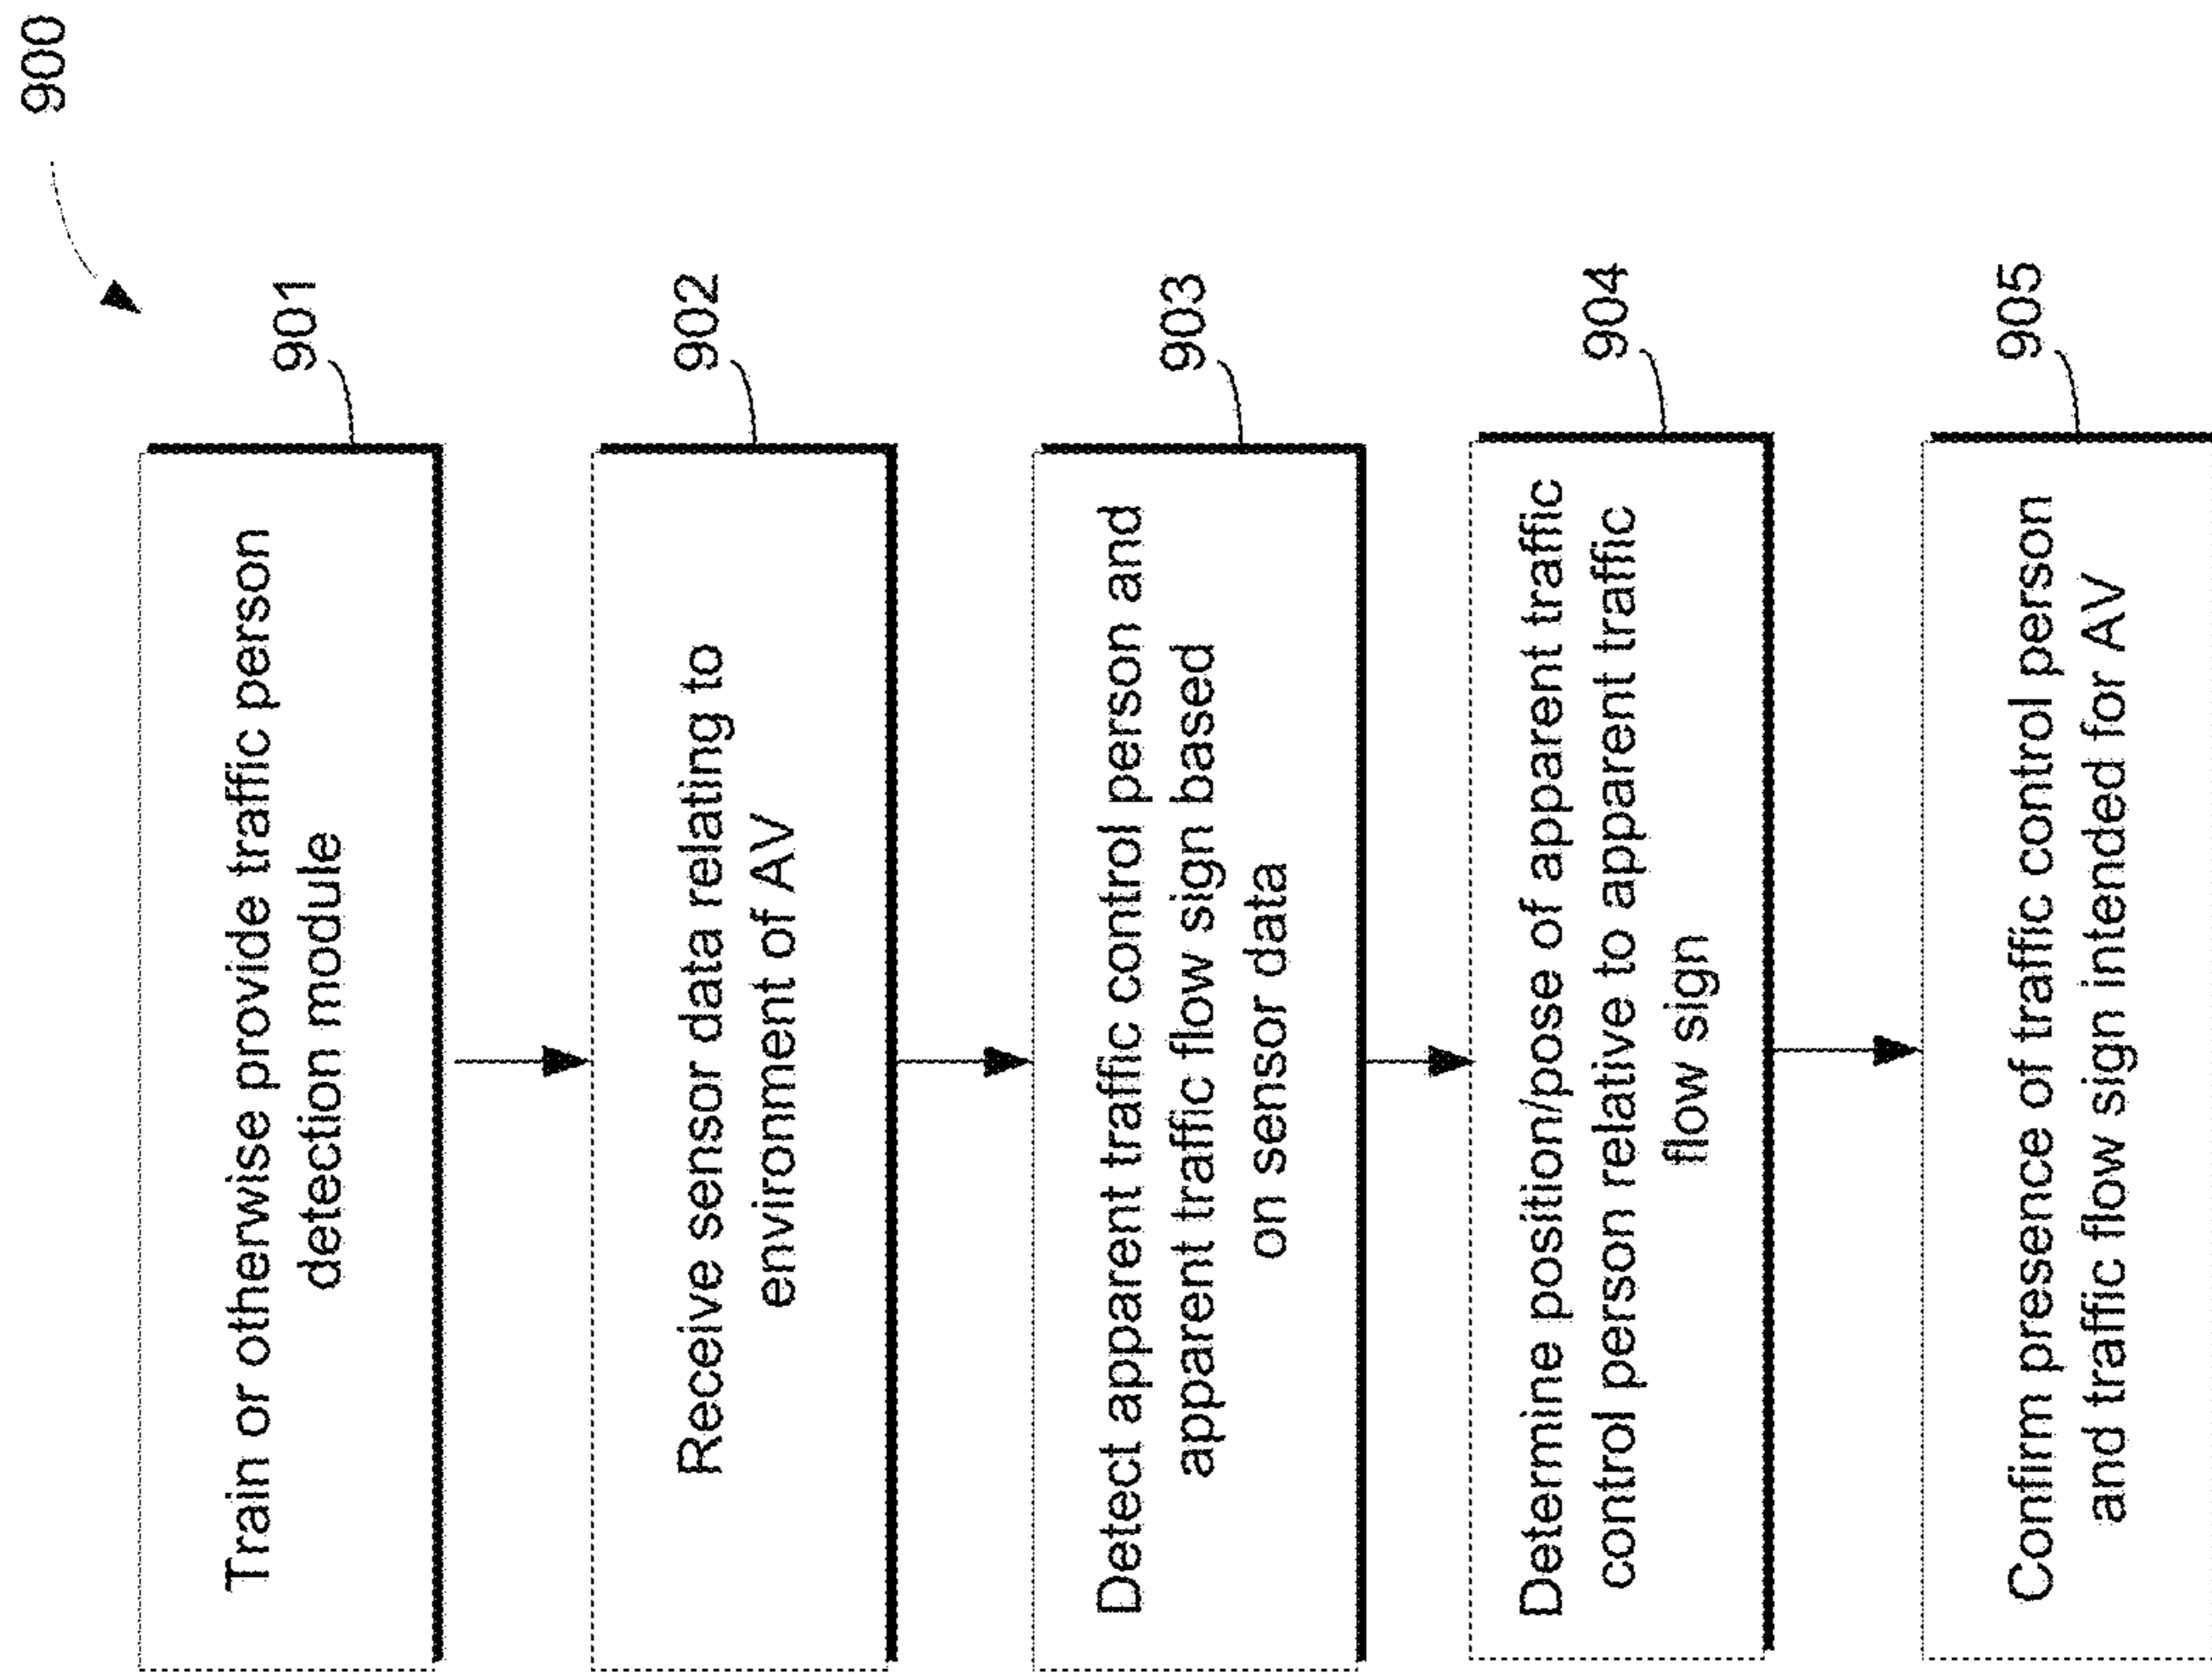 900
901
Train or otherwise provide traffic person
detection module
902
Receive sensor data relating to
environment of AV
903
Detect apparent traffic control person and
apparent traffic flow sign based
on sensor data
904
Determine position/pose of apparent traffic
control person relative to apparent traffic
flow sign
905
Confirm presence of traffic control person
and traffic flow sign intended for AV